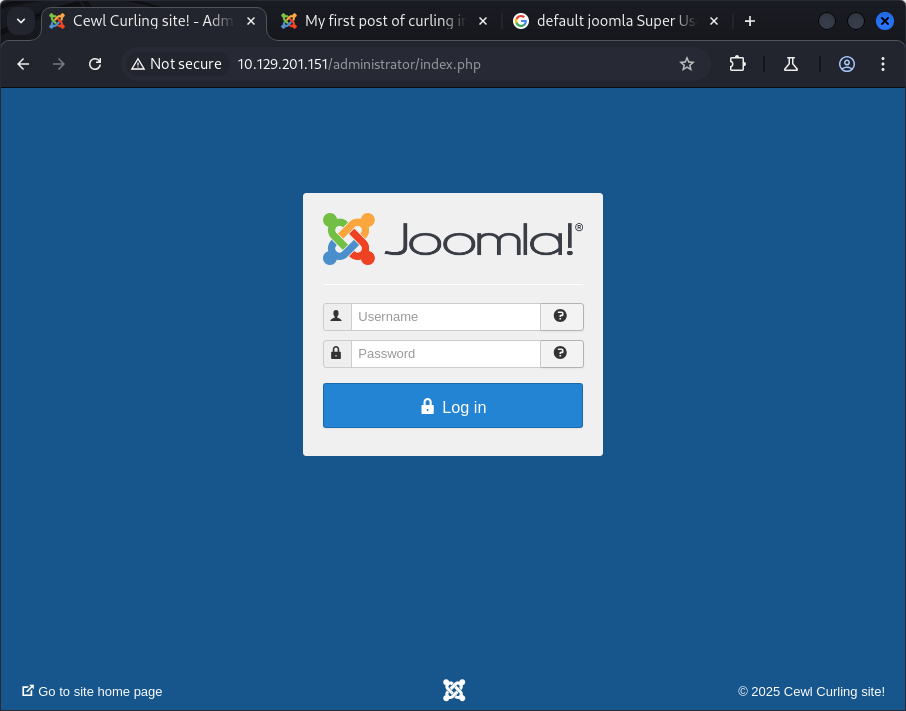 Cewl Curling site! - Adm
My first post of curling in
default joomla Super Us
Not secure
10.129.201.151/administrator/index.php
Joomla!®
Username
Password
Log in
Go to site home page
© 2025 Cewl Curling site!